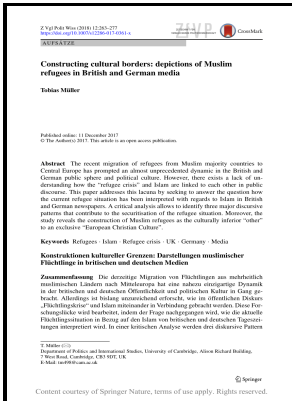 Z Vgl Polit Wiss (2018) 12:263–277
https://doi.org/10.1007/s12286-017-0361-x
CrossMark
AUFSÄTZE
Constructing cultural borders: depictions of Muslim
refugees in British and German media
Tobias Müller
Published online: 11 December 2017
© The Author(s) 2017. This article is an open access publication.
Abstract The recent migration of refugees from Muslim majority countries to
Central Europe has prompted an almost unprecedented dynamic in the British and
German public sphere and political culture. However, there exists a lack of un-
derstanding how the “refugee crisis” and Islam are linked to each other in public
discourse. This paper addresses this lacuna by seeking to answer the question how
the current refugee situation has been interpreted with regards to Islam in British
and German newspapers. A critical analysis allows to identify three major discursive
patterns that contribute to the securitisation of the refugee situation. Moreover, the
study reveals the construction of Muslim refugees as the culturally inferior “other”
to an exclusive “European Christian Culture”.
Keywords Refugees · Islam · Refugee crisis · UK · Germany · Media
Konstruktionen kultureller Grenzen: Darstellungen muslimischer
Flüchtlinge in britischen und deutschen Medien
Zusammenfassung Die derzeitige Migration von Flüchtlingen aus mehrheitlich
muslimischen Ländern nach Mitteleuropa hat eine nahezu einzigartige Dynamik
in der britischen und deutschen Öffentlichkeit und politischen Kultur in Gang ge-
bracht. Allerdings ist bislang unzureichend erforscht, wie im öffentlichen Diskurs
„Flüchtlingskrise“ und Islam miteinander in Verbindung gebracht werden. Diese For-
schungslücke wird bearbeitet, indem der Frage nachgegangen wird, wie die aktuelle
Flüchtlingssituation in Bezug auf den Islam von britischen und deutschen Tageszei-
tungen interpretiert wird. In einer kritischen Analyse werden drei diskursive Pattern
T. Müller
Department of Politics and International Studies, University of Cambridge, Alison Richard Building,
7 West Road, Cambridge, CB3 9DT, UK
E-Mail: tm498@cam.ac.uk
Springer
Content courtesy of Springer Nature, terms of use apply. Rights reserved.